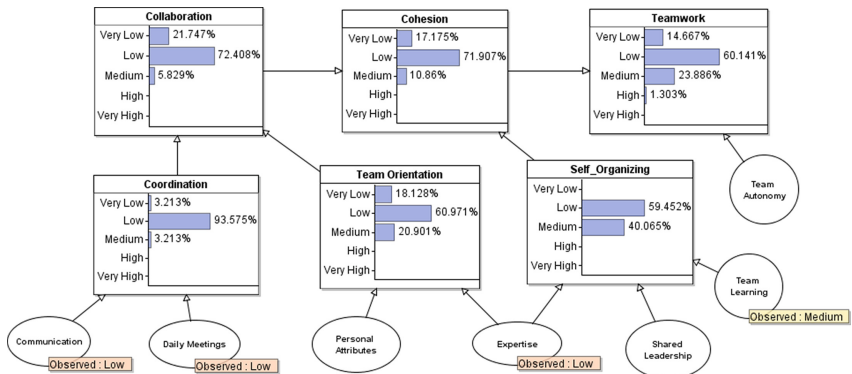 Collaboration
Very Low 21.747%
Low 72.408%
Medium 5.829%
High
Very High
Cohesion
Very Low 17.175%
Low 71.907%
Medium 10.86%
High
Very High
Teamwork
Very Low 14.667%
Low 60.141%
Medium 23.886%
High 1.303%
Very High
Coordination
Very Low 3.213%
Low 93.575%
Medium 3.213%
High
Very High
Team Orientation
Very Low 18.128%
Low 60.971%
Medium 20.901%
High
Very High
Self_Organizing
Very Low
Low 59.452%
Medium 40.065%
High
Very High
Team
Autonomy
Team
Learning
Observed : Medium
Communication
Observed : Low
Daily Meetings
Observed : Low
Personal
Attributes
Expertise
Observed : Low
Shared
Leadership